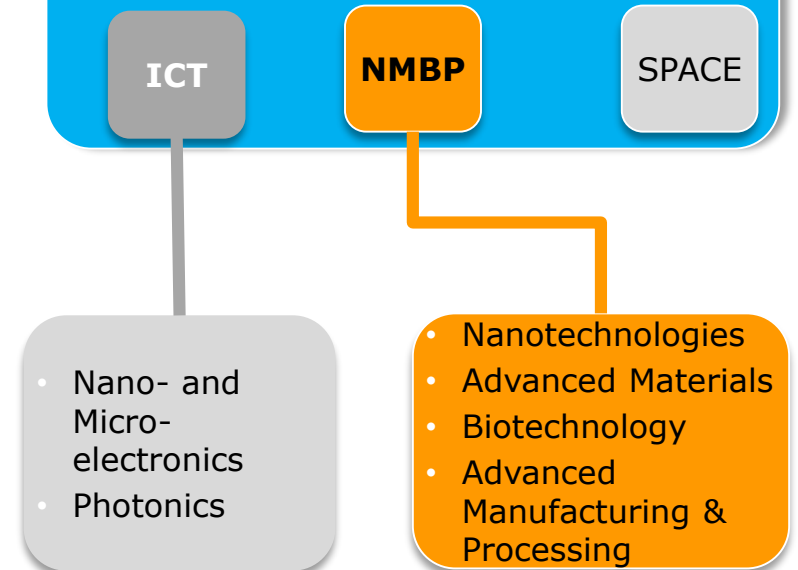 ICT
NMBP
SPACE
• Nano- and
Micro-
electronics
• Photonics
• Nanotechnologies
• Advanced Materials
• Biotechnology
• Advanced
Manufacturing &
Processing